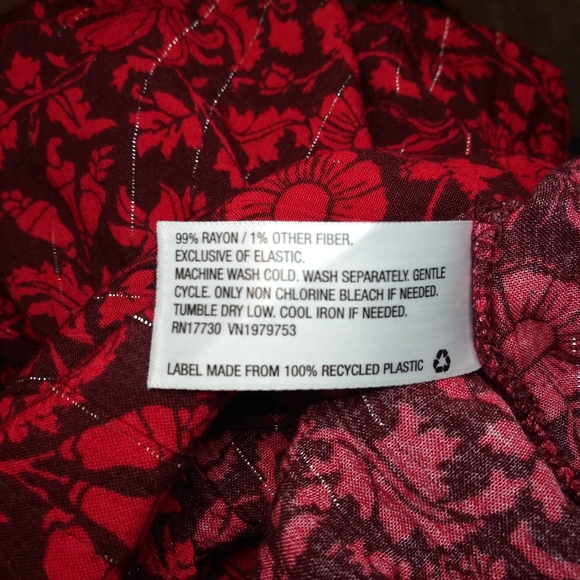 99% RAYON / 1% OTHER FIBER,
EXCLUSIVE OF ELASTIC.
MACHINE WASH COLD. WASH SEPARATELY. GENTLE
CYCLE. ONLY NON CHLORINE BLEACH IF NEEDED.
TUMBLE DRY LOW. COOL IRON IF NEEDED.
RN17730 VN1979753
LABEL MADE FROM 100% RECYCLED PLASTIC